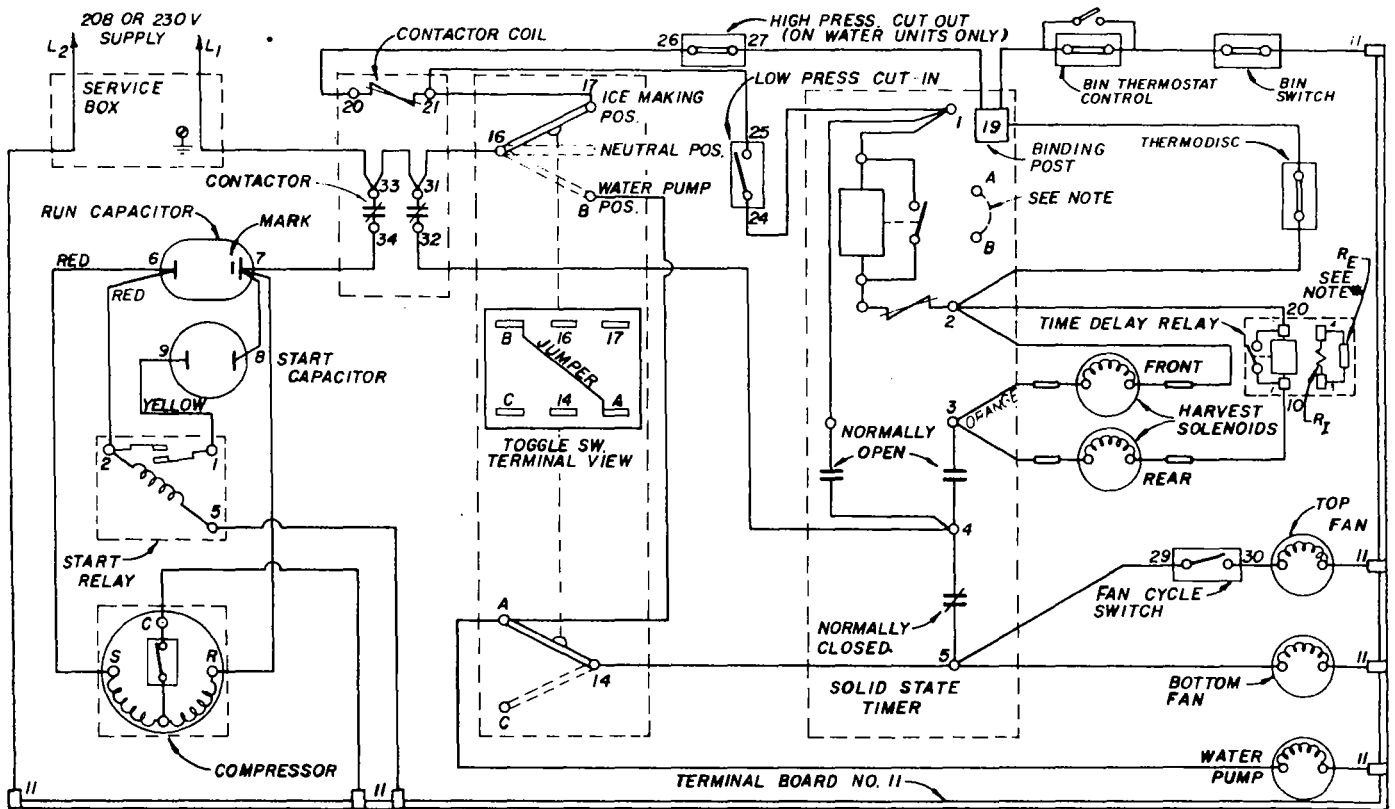 208 OR 230 V
SUPPLY
L2
L1
SERVICE
BOX
CONTACTOR COIL
26
27
HIGH PRESS. CUT OUT
(ON WATER UNITS ONLY)
LOW PRESS CUT-IN
BIN THERMOSTAT
CONTROL
BIN
SWITCH
11
20
21
17
ICE MAKING
POS.
16
NEUTRAL POS.
WATER PUMP
POS.
B
25
24
1
19
BINDING
POST
THERMODISC
A
SEE NOTE
B
CONTACTOR
33
31
34
32
RUN CAPACITOR
MARK
RED
6
7
RED
9
8
START
CAPACITOR
YELLOW
2
1
5
START
RELAY
B
16
17
JUMPER
C
14
A
TOGGLE SW.
TERMINAL VIEW
2
RE
SEE
NOTE
20
TIME DELAY RELAY
10
RI
FRONT
3
ORANGE
HARVEST
SOLENOIDS
REAR
NORMALLY
OPEN
4
TOP
FAN
29
30
11
FAN CYCLE
SWITCH
NORMALLY
CLOSED.
5
C
S
R
COMPRESSOR
A
14
C
SOLID STATE
TIMER
BOTTOM
FAN
11
WATER
PUMP
11
11
11
TERMINAL BOARD NO. 11